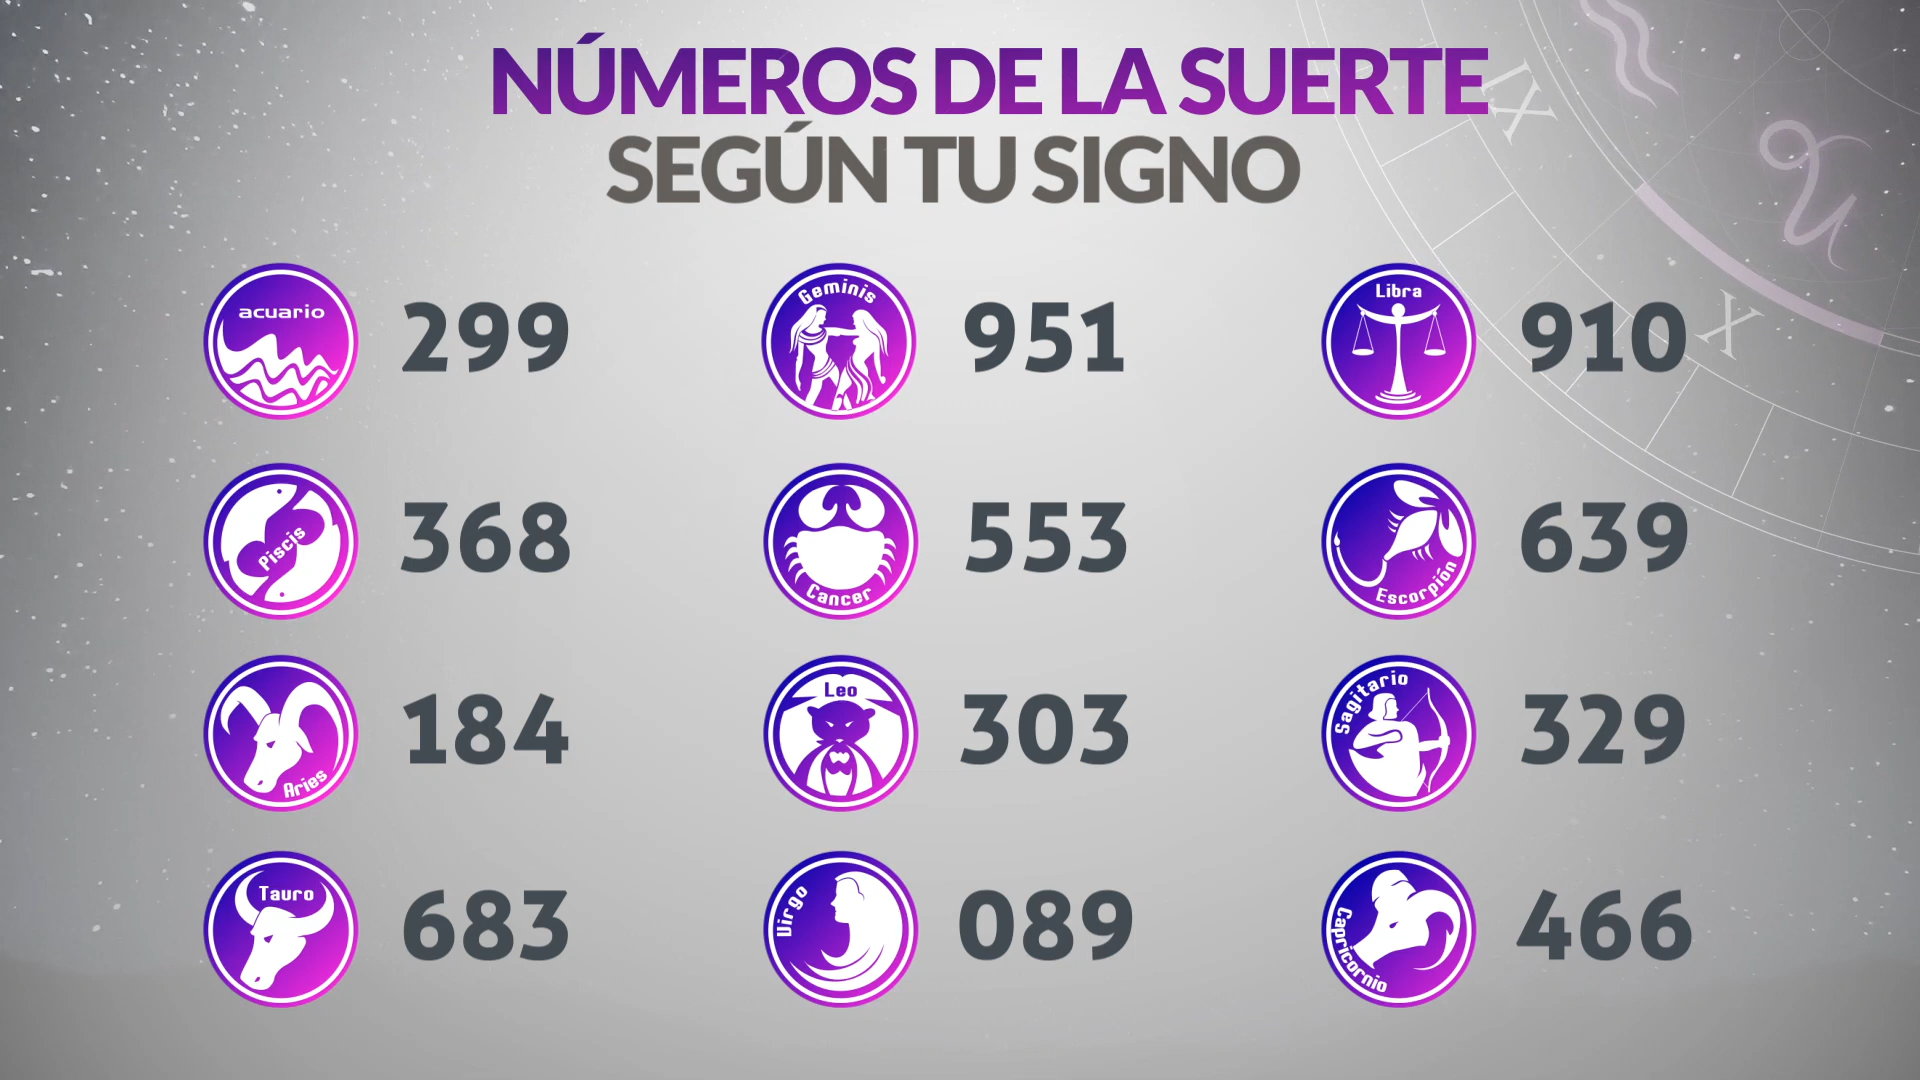 NÚMEROS DE LA SUERTE
SEGÚN TU SIGNO
acuario 299
Geminis 951
Libra 910
Piscis 368
Cancer 553
Escorpión 639
Aries 184
Leo 303
Sagitario 329
Tauro 683
Virgo 089
Capricornio 466
IX
X